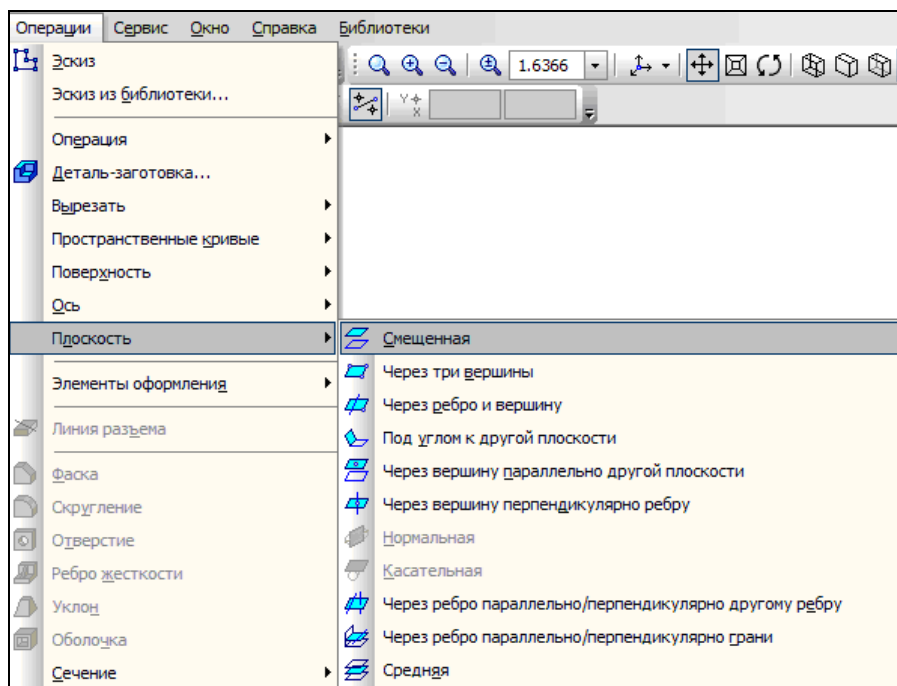 Операции Сервис Окно Справка Библиотеки
Эскиз
1.6366
Эскиз из библиотеки...
Y
X
Операция
Деталь-заготовка...
Вырезать
Пространственные кривые
Поверхность
Ось
Плоскость
Смещенная
Через три вершины
Элементы оформления
Через ребро и вершину
Линия разъема
Под углом к другой плоскости
Фаска
Через вершину параллельно другой плоскости
Скругление
Через вершину перпендикулярно ребру
Отверстие
Нормальная
Ребро жесткости
Касательная
Уклон
Через ребро параллельно/перпендикулярно другому ребру
Оболочка
Через ребро параллельно/перпендикулярно грани
Сечение
Средняя